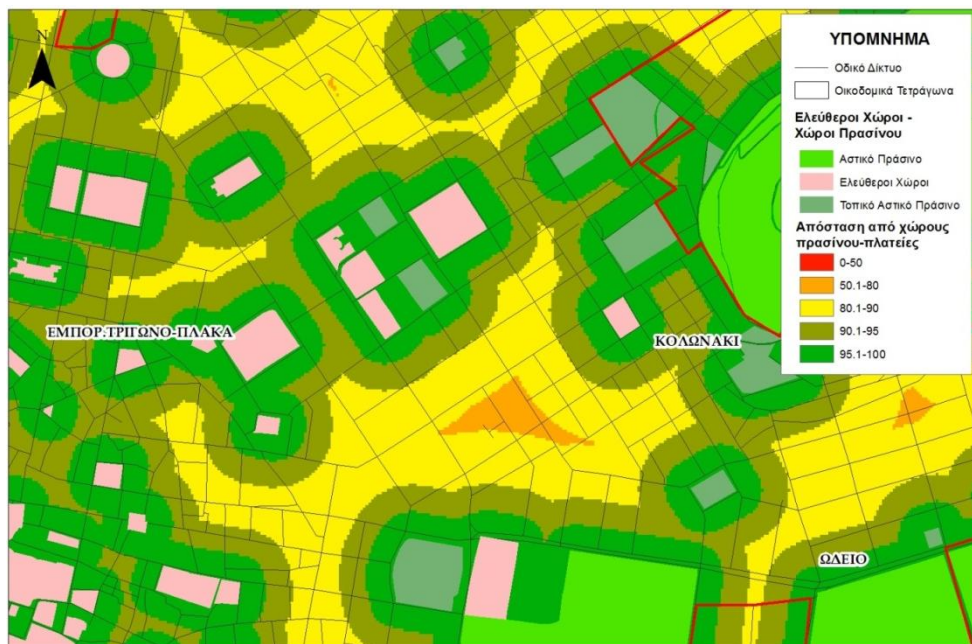 N
ΥΠΟΜΝΗΜΑ
Οδικό Δίκτυο
Οικοδομικά Τετράγωνα
Ελεύθεροι Χώροι -
Χώροι Πρασίνου
Αστικό Πράσινο
Ελεύθεροι Χώροι
Τοπικό Αστικό Πράσινο
Απόσταση από χώρους
πρασίνου-πλατείες
0-50
50.1-80
80.1-90
90.1-95
95.1-100
ΕΜΠΟΡ.ΤΡΙΓΩΝΟ-ΠΛΑΚΑ
ΚΟΛΩΝΑΚΙ
ΩΔΕΙΟ